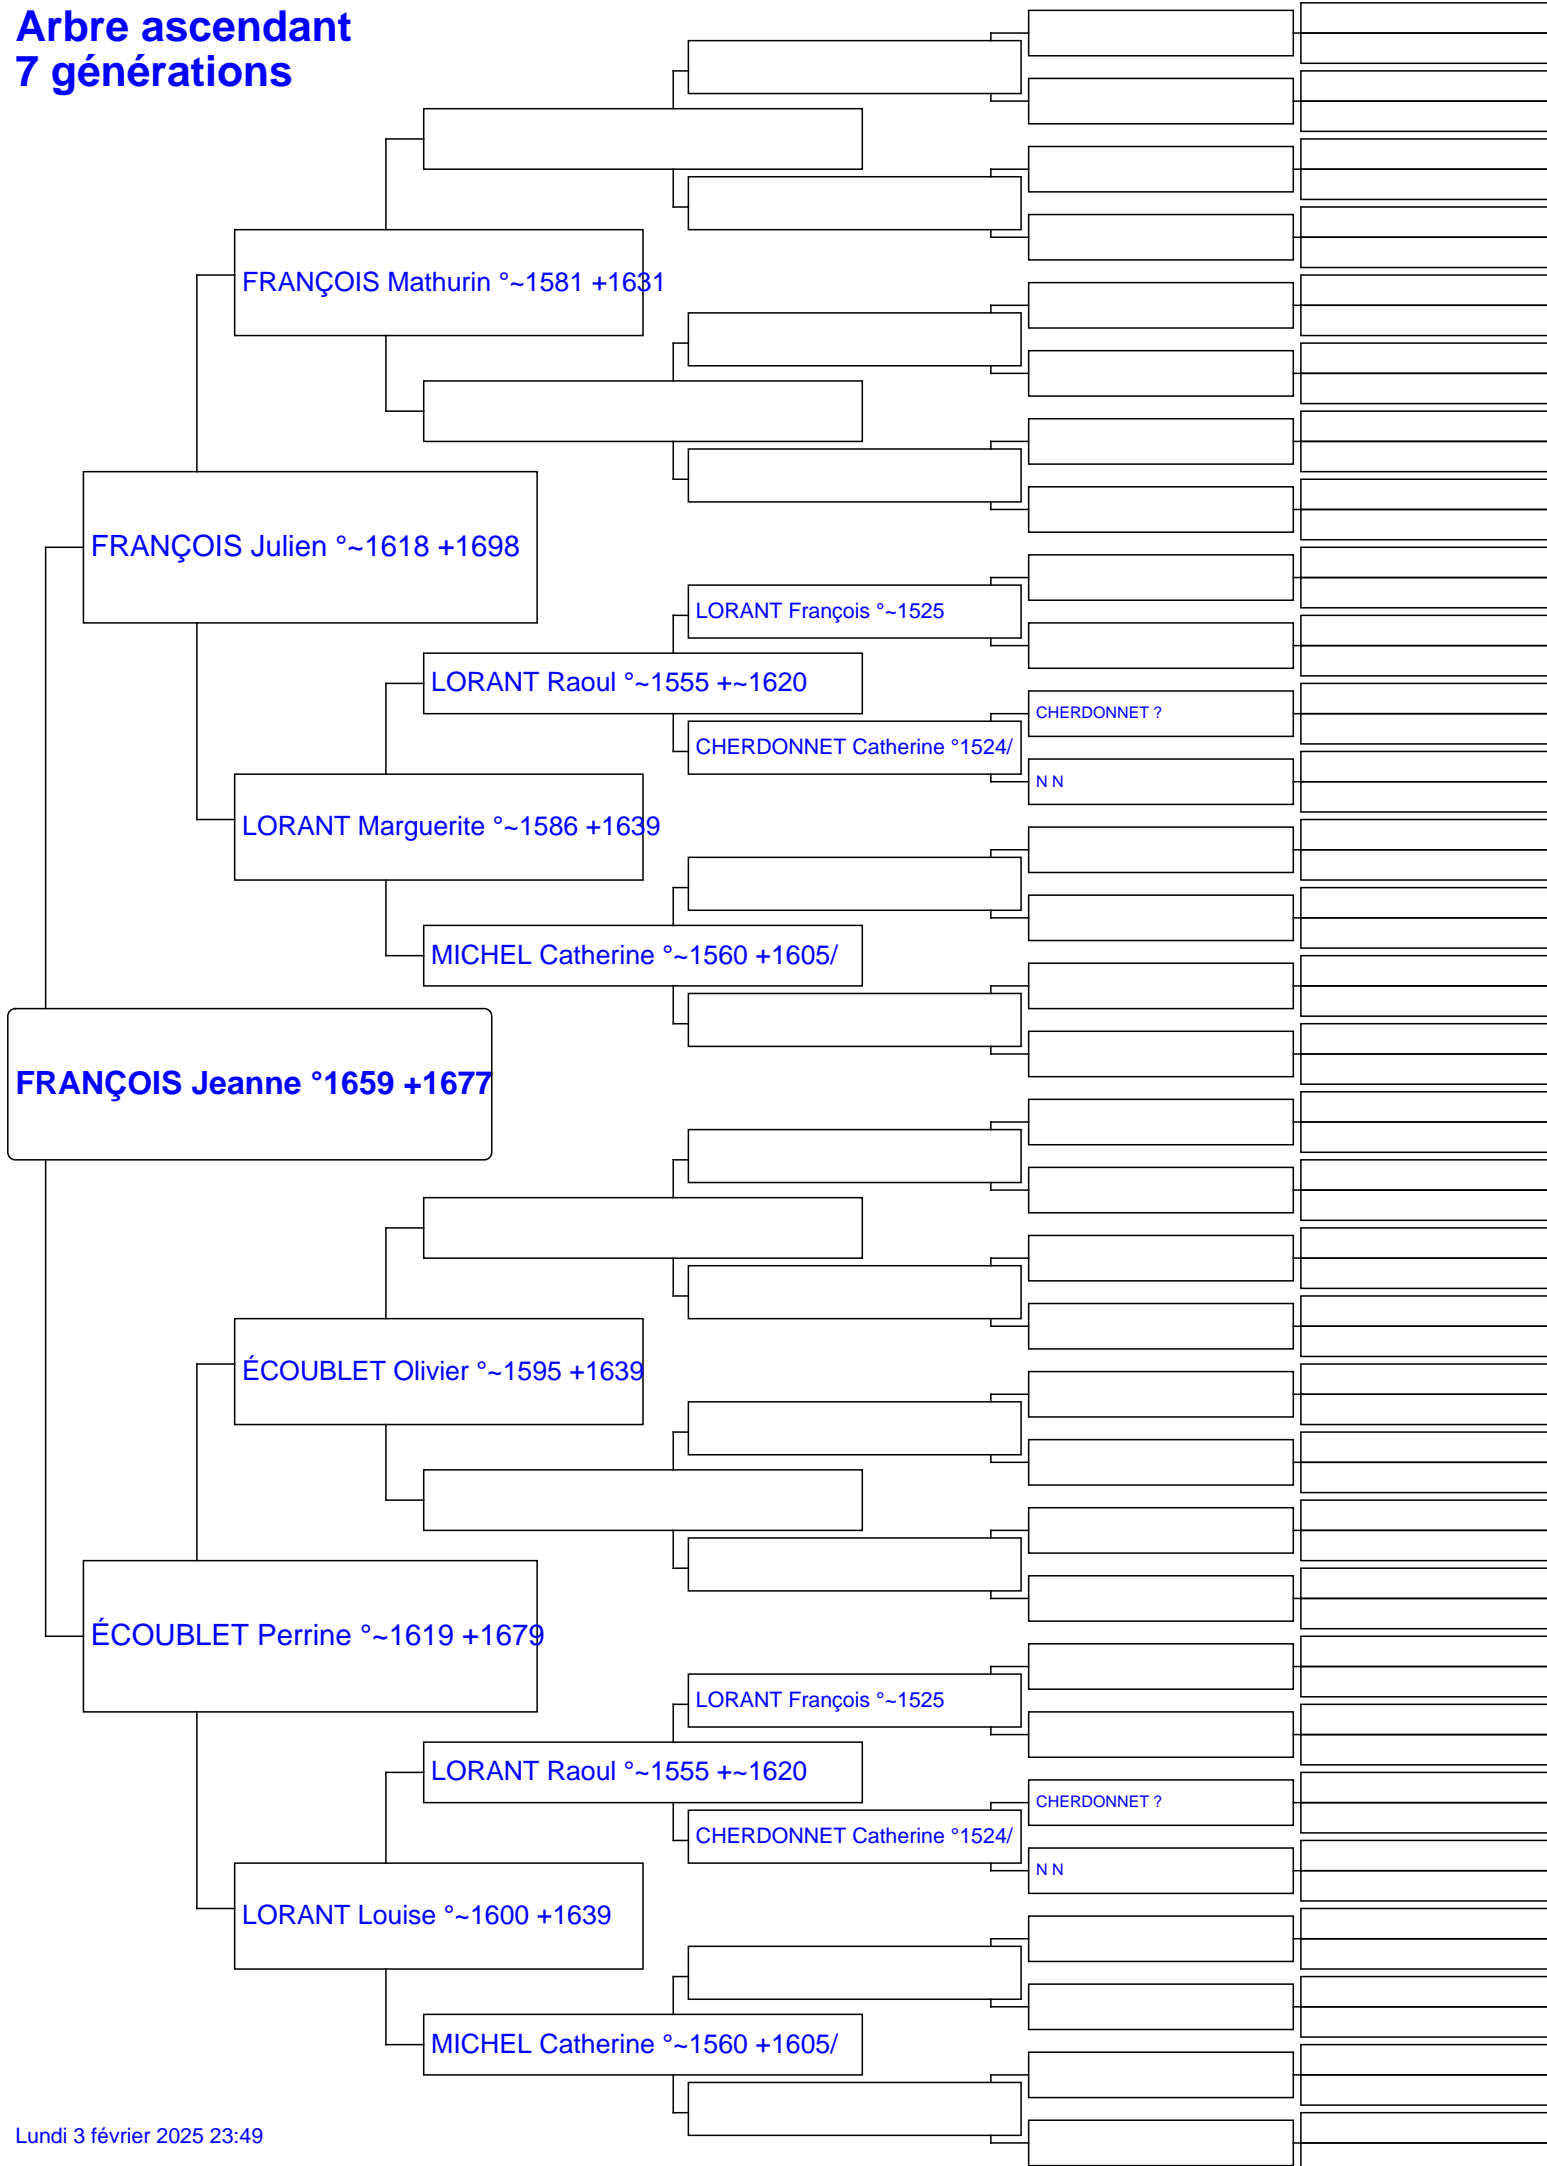 Arbre ascendant
7 générations
FRANÇOIS Mathurin °~1581 +1631
FRANÇOIS Julien °~1618 +1698
LORANT François °~1525
LORANT Raoul °~1555 +~1620
CHERDONNET ?
CHERDONNET Catherine °1524/
N N
LORANT Marguerite °~1586 +1639
MICHEL Catherine °~1560 +1605/
FRANÇOIS Jeanne °1659 +1677
ÉCOUBLET Olivier °~1595 +1639
ÉCOUBLET Perrine °~1619 +1679
LORANT François °~1525
LORANT Raoul °~1555 +~1620
CHERDONNET ?
CHERDONNET Catherine °1524/
N N
LORANT Louise °~1600 +1639
MICHEL Catherine °~1560 +1605/
Lundi 3 février 2025 23:49